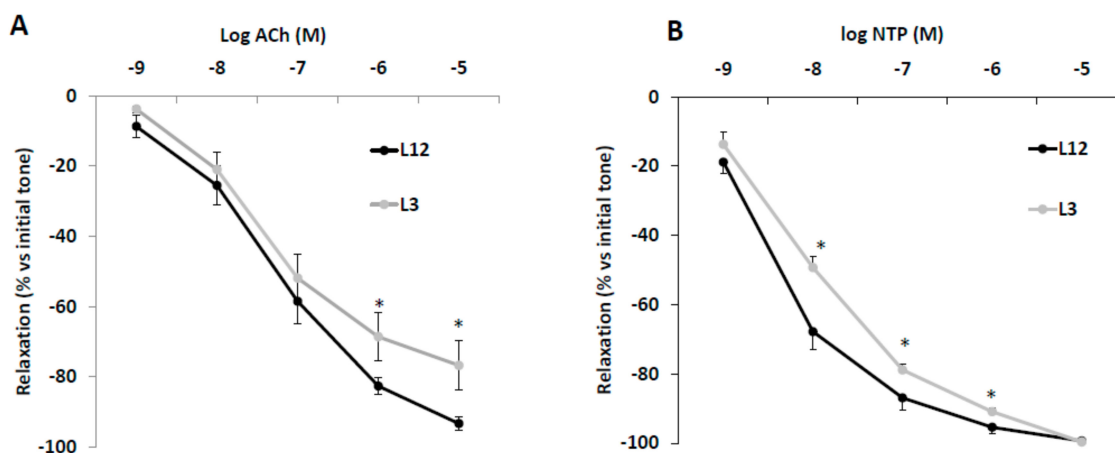 A
Log ACh (M)
-9 -8 -7 -6 -5
0
-20
-40
-60
-80
-100
Relaxation (% vs initial tone)
L12
L3
*
*
B
log NTP (M)
-9 -8 -7 -6 -5
0
-20
-40
-60
-80
-100
Relaxation (% vs initial tone)
L12
L3
*
*
*